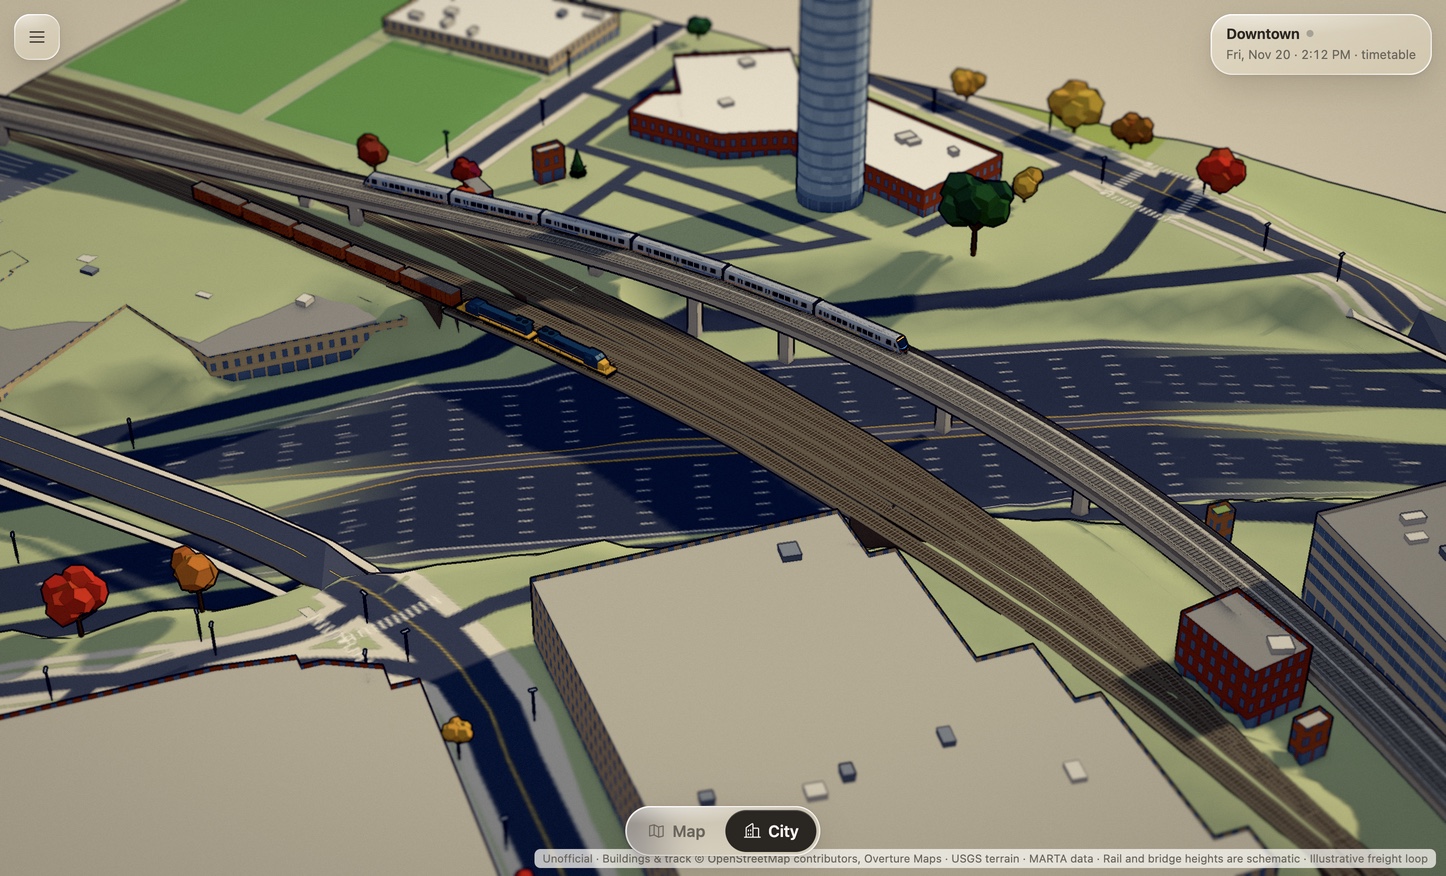 Downtown
Fri, Nov 20 · 2:12 PM · timetable
Map
City
Unofficial · Buildings & track © OpenStreetMap contributors, Overture Maps · USGS terrain · MARTA data · Rail and bridge heights are schematic · Illustrative freight loop